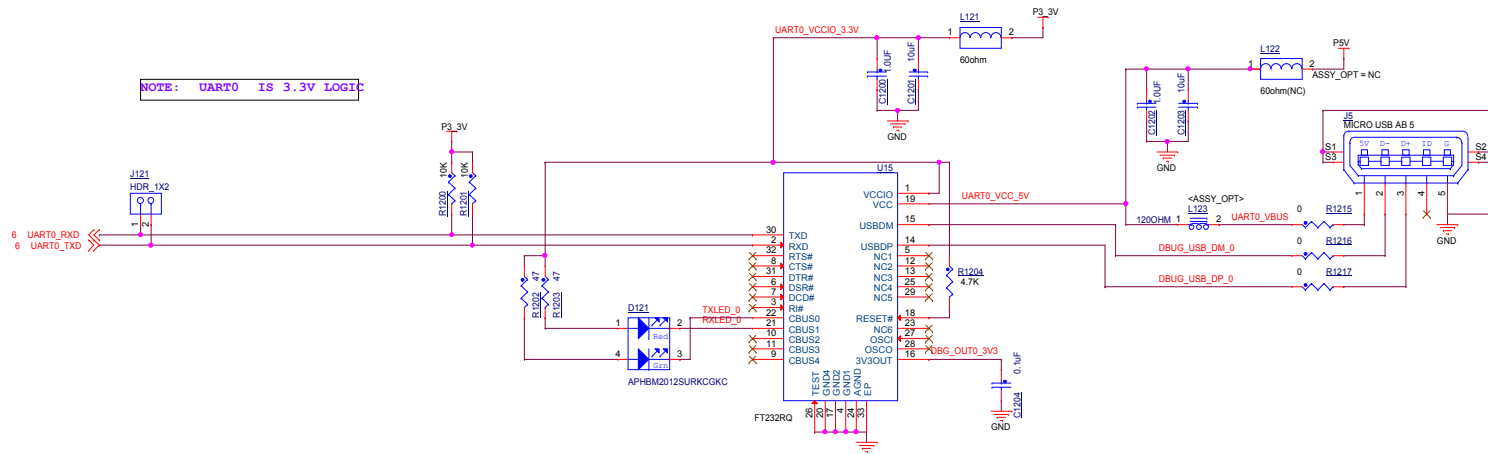 L121
P3_3V
UART0_VCCIO_3.3V
1
2
60ohm
1.0UF
C1200
10uF
C1201
GND
L122
P5V
1
2
ASSY_OPT = NC
60ohm(NC)
1.0UF
C1202
10uF
C1203
GND
NOTE: UART0 IS 3.3V LOGIC
J5
MICRO USB AB 5
5V D- D+ ID G
S1
S3
S2
S4
1
2
3
4
5
GND
P3_3V
10K
R1200
10K
R1201
J121
HDR_1X2
1
2
6 UART0_RXD
6 UART0_TXD
U15
30 TXD
2 RXD
32 RTS#
8 CTS#
31 DTR#
6 DSR#
7 DCD#
3 RI#
22 CBUS0
21 CBUS1
10 CBUS2
11 CBUS3
9 CBUS4
VCCIO 1
VCC 19
USBDM 15
USBDP 14
NC1 5
NC2 12
NC3 13
NC4 25
NC5 29
RESET# 18
NC6 23
OSCI 27
OSCO 28
3V3OUT 16
TEST
GND4
GND2
GND1
AGND
EP
26
20
17
4
24
33
FT232RQ
UART0_VCC_5V
<ASSY_OPT>
L123
120OHM
1
2
UART0_VBUS
0
R1215
DBUG_USB_DM_0
0
R1216
DBUG_USB_DP_0
0
R1217
R1204
4.7K
47
R1202
47
R1203
TXLED_0
RXLED_0
D121
1
2
Red
4
3
Grn
APHBM2012SURKCGKC
DBG_OUT0_3V3
0.1uF
C1204
GND